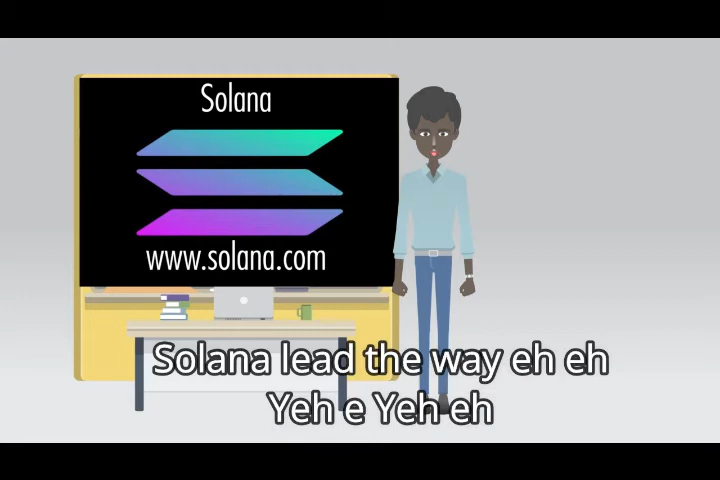 Solana
www.solana.com
Solana lead the way eh eh
Yeh e Yeh eh